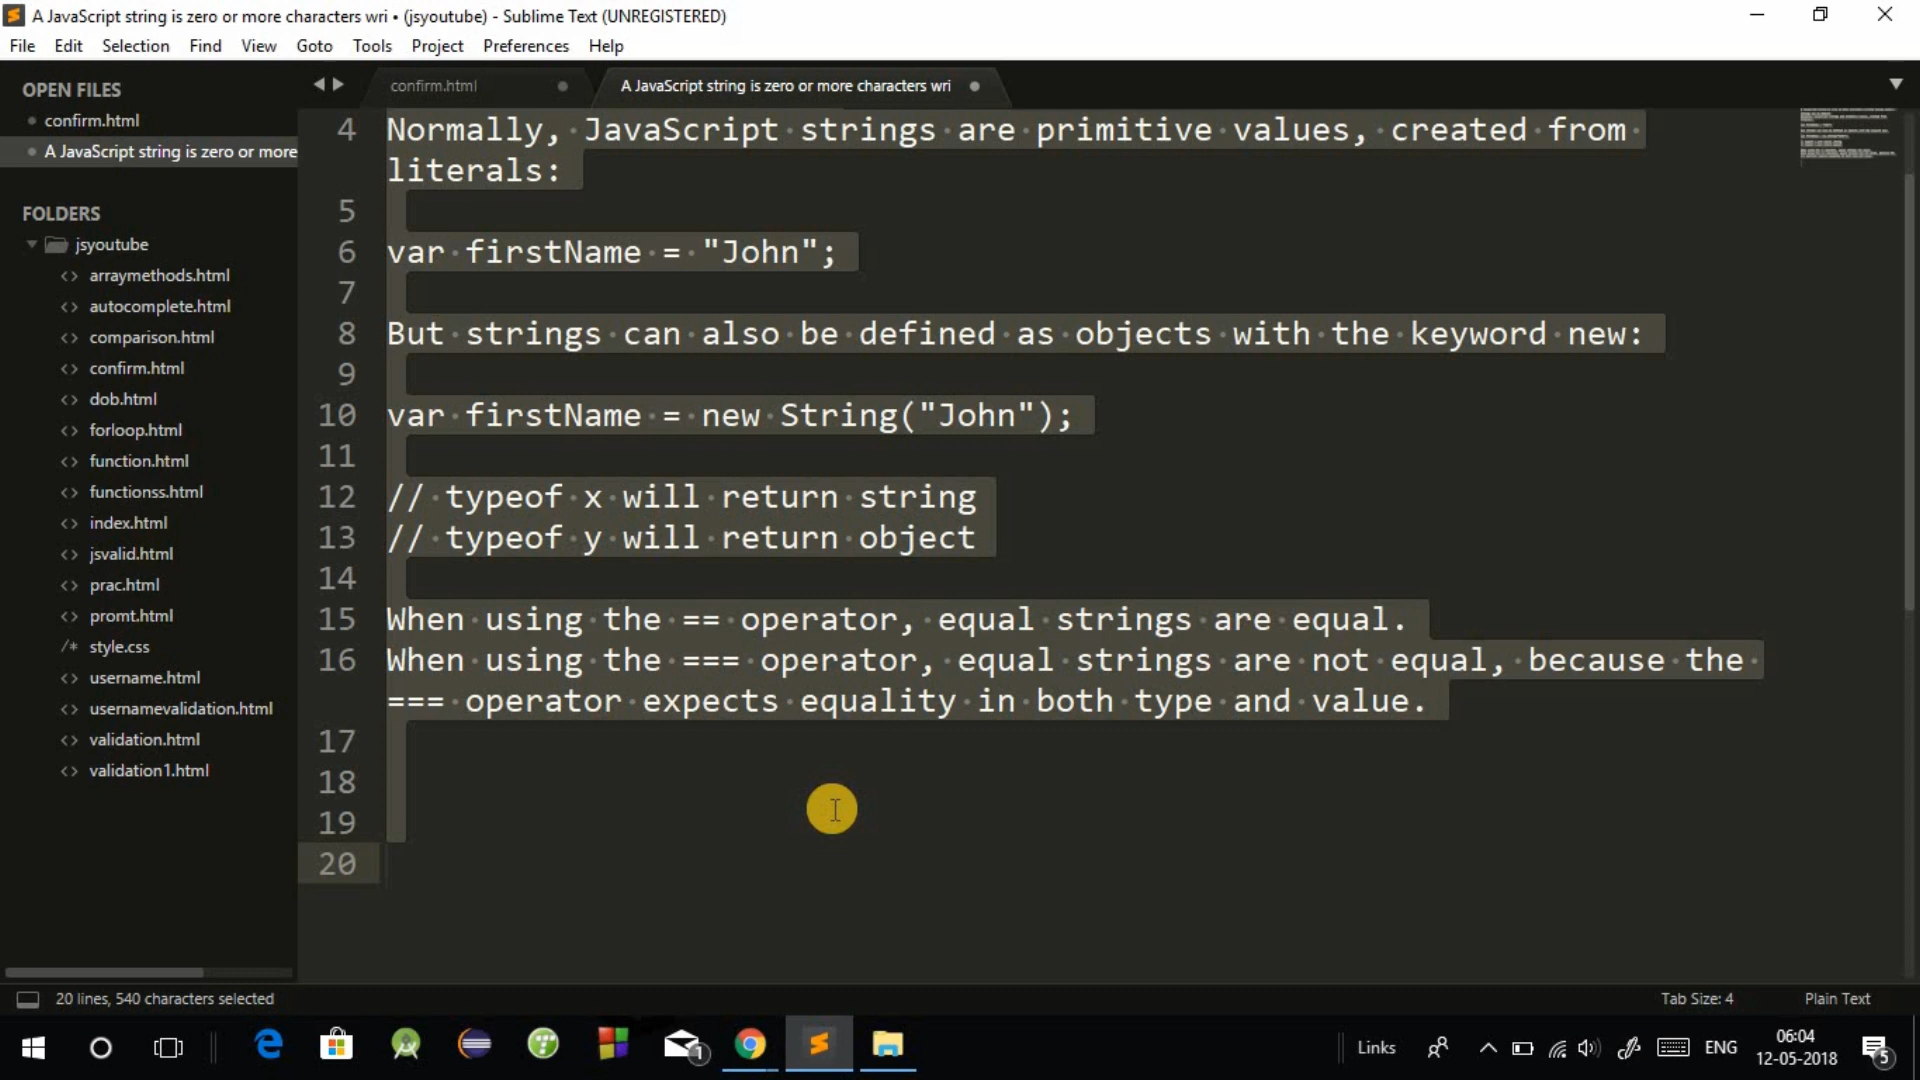 A JavaScript string is zero or more characters wri • (jsyoutube) - Sublime Text (UNREGISTERED)
File Edit Selection Find View Goto Tools Project Preferences Help
OPEN FILES
confirm.html
A JavaScript string is zero or more
FOLDERS
jsyoutube
<> arraymethods.html
<> autocomplete.html
<> comparison.html
<> confirm.html
<> dob.html
<> forloop.html
<> function.html
<> functionss.html
<> index.html
<> jsvalid.html
<> prac.html
<> promt.html
/* style.css
<> username.html
<> usernamevalidation.html
<> validation.html
<> validation1.html
confirm.html
A JavaScript string is zero or more characters wri
4 Normally, JavaScript strings are primitive values, created from
literals:
5
6 var firstName = "John";
7
8 But strings can also be defined as objects with the keyword new:
9
10 var firstName = new String("John");
11
12 // typeof x will return string
13 // typeof y will return object
14
15 When using the == operator, equal strings are equal.
16 When using the === operator, equal strings are not equal, because the
=== operator expects equality in both type and value.
17
18
19
20
20 lines, 540 characters selected
Tab Size: 4
Plain Text
1
Links
ENG
06:04
12-05-2018
5